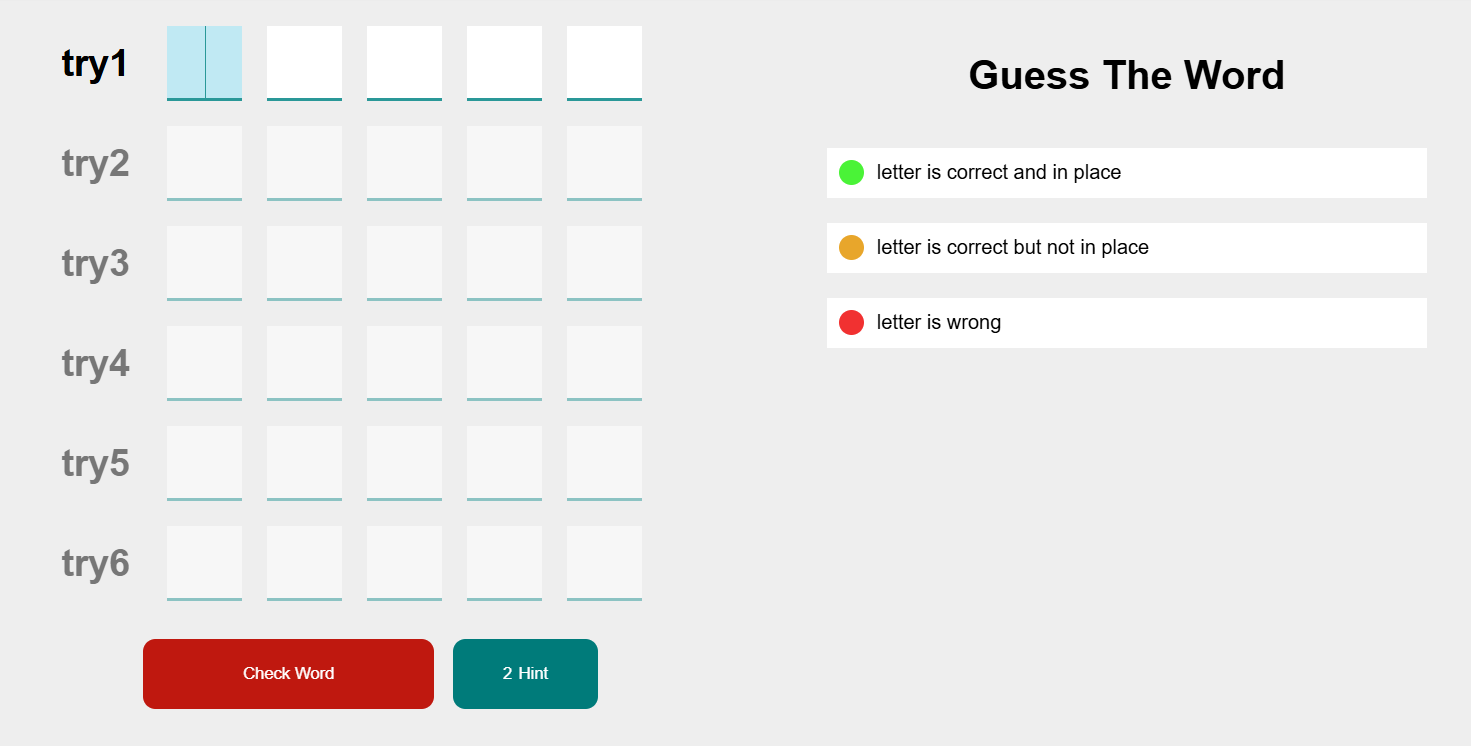 try1
try2
try3
try4
try5
try6
Check Word
2 Hint
Guess The Word
letter is correct and in place
letter is correct but not in place
letter is wrong